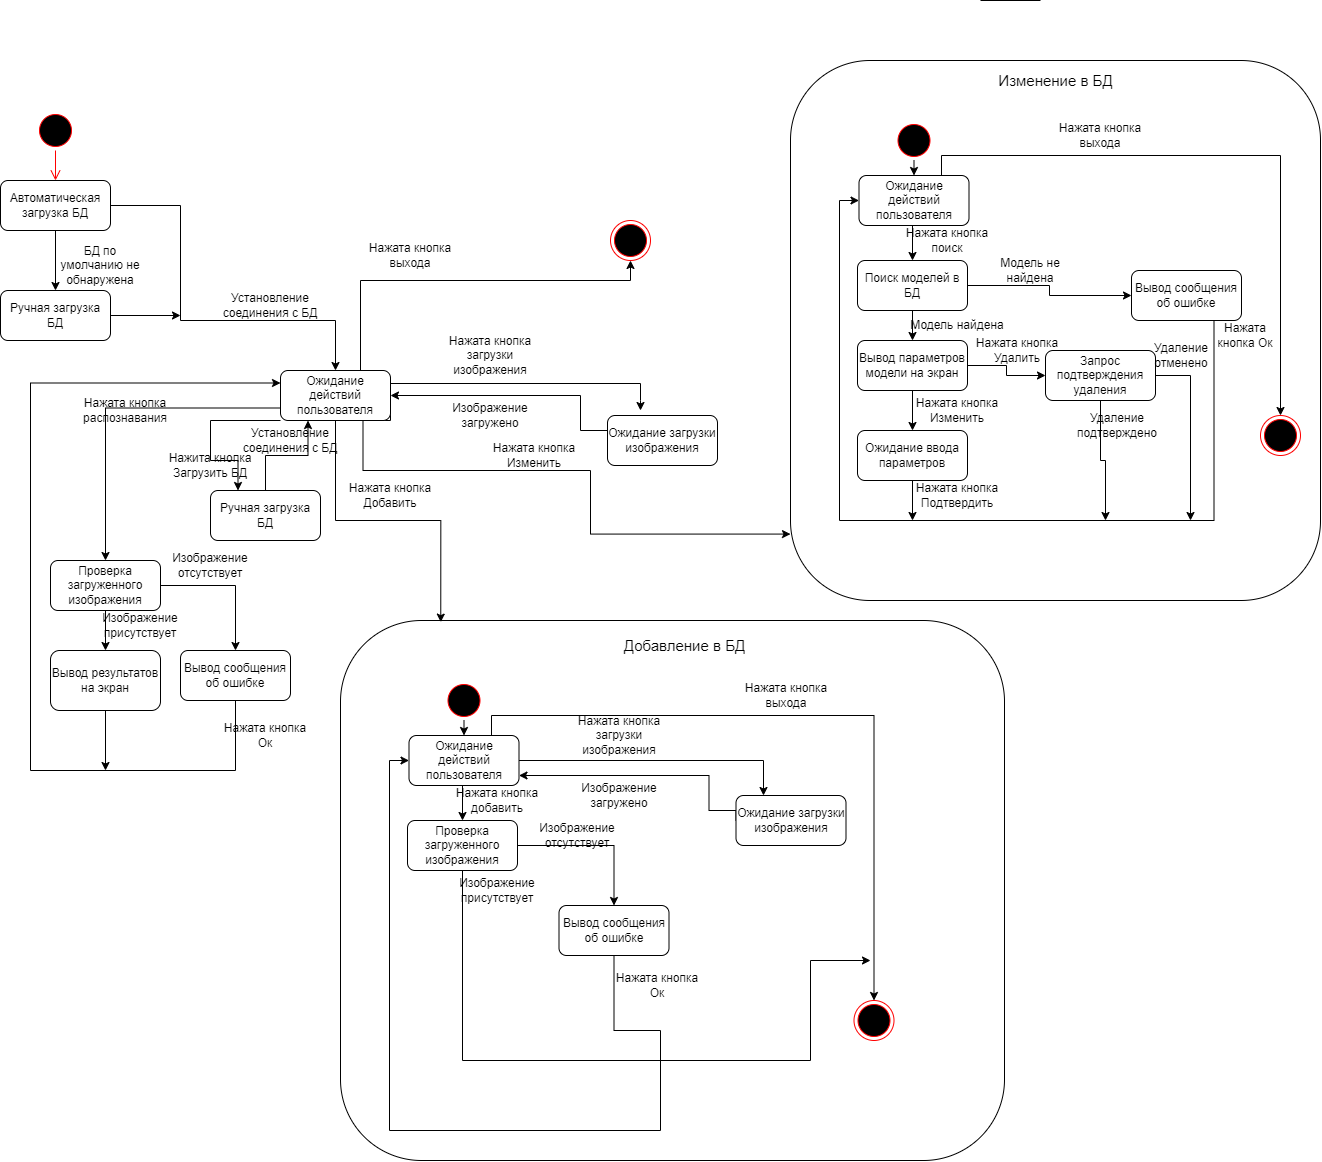 Изменение в БД
Нажата кнопка
выхода
Ожидание
действий
пользователя
Нажата кнопка
поиск
Поиск моделей в
БД
Модель не
найдена
Вывод сообщения
об ошибке
Модель найдена
Нажата
кнопка Ок
Вывод параметров
модели на экран
Нажата кнопка
Удалить
Запрос
подтверждения
удаления
Удаление
отменено
Нажата кнопка
Изменить
Удаление
подтверждено
Ожидание ввода
параметров
Нажата кнопка
Подтвердить
Автоматическая
загрузка БД
БД по
умолчанию не
обнаружена
Ручная загрузка
БД
Установление
соединения с БД
Нажата кнопка
выхода
Ожидание
действий
пользователя
Нажата кнопка
загрузки
изображения
Изображение
загружено
Ожидание загрузки
изображения
Нажата кнопка
распознавания
Установление
соединения с БД
Нажита кнопка
Загрузить БД
Ручная загрузка
БД
Нажата кнопка
Изменить
Нажата кнопка
Добавить
Проверка
загруженного
изображения
Изображение
отсутствует
Изображение
присутствует
Вывод результатов
на экран
Вывод сообщения
об ошибке
Нажата кнопка
Ок
Добавление в БД
Нажата кнопка
выхода
Ожидание
действий
пользователя
Нажата кнопка
загрузки
изображения
Изображение
загружено
Ожидание загрузки
изображения
Нажата кнопка
добавить
Проверка
загруженного
изображения
Изображение
отсутствует
Изображение
присутствует
Вывод сообщения
об ошибке
Нажата кнопка
Ок